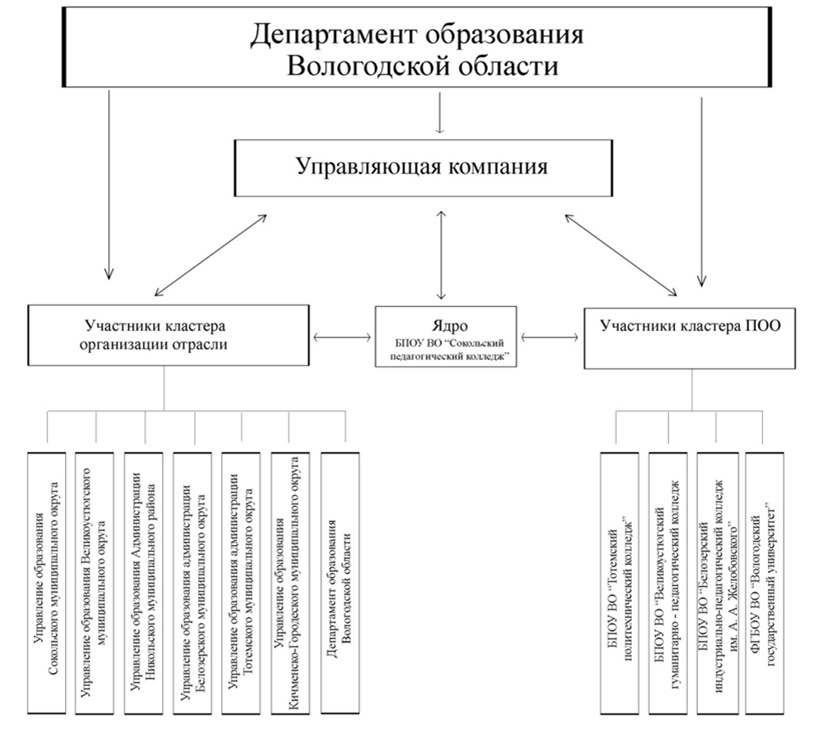 Департамент образования
Вологодской области
Управляющая компания
Участники кластера
организации отрасли
Ядро
БПОУ ВО “Сокольский
педагогический колледж”
Участники кластера ПОО
Управление образования
Сокольского муниципального округа
Управление образования Великоустюгского
муниципального округа
Управление образования Администрации
Никольского муниципального района
Управление образования администрации
Белозерского муниципального округа
Управление образования администрации
Тотемского муниципального округа
Управление образования
Кичменско-Городеского муниципального округа
Департамент образования
Вологодской области
БПОУ ВО “Тотемский
политехнический колледж”
БПОУ ВО “Великоустюгский
гуманитарно - педагогический колледж
БПОУ ВО “Белозерский
индустриально-педагогический колледж
им. А. А. Желобовского”
ФГБОУ ВО “Вологодский
государственный университет”